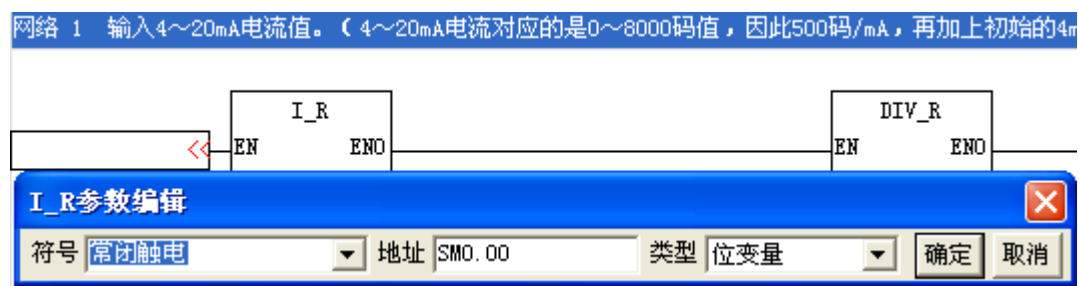 网络 1 输入4～20mA电流值。（4～20mA电流对应的是0～8000码值，因此500码/mA，再加上初始的4m
I_R DIV_R
<< EN ENO EN ENO
I_R参数编辑
符号 常闭触电 地址 SM0.00 类型 位变量 确定 取消